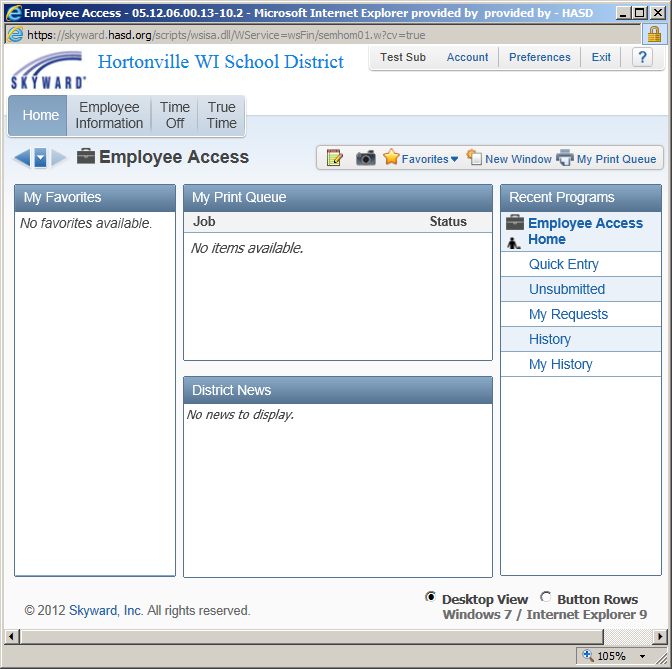 Employee Access - 05.12.06.00.13-10.2 - Microsoft Internet Explorer provided by provided by - HASD
https://skyward.hasd.org/scripts/wsisa.dll/WService=wsFin/semhom01.w?cv=true
SKYWARD
Hortonville WI School District
Test Sub Account Preferences Exit ?
Home
Employee Information
Time Off
True Time
Employee Access
Favorites New Window My Print Queue
My Favorites
No favorites available.
My Print Queue
Job Status
No items available.
District News
No news to display.
Recent Programs
Employee Access
Home
Quick Entry
Unsubmitted
My Requests
History
My History
© 2012 Skyward, Inc. All rights reserved.
Desktop View Button Rows
Windows 7 / Internet Explorer 9
105%